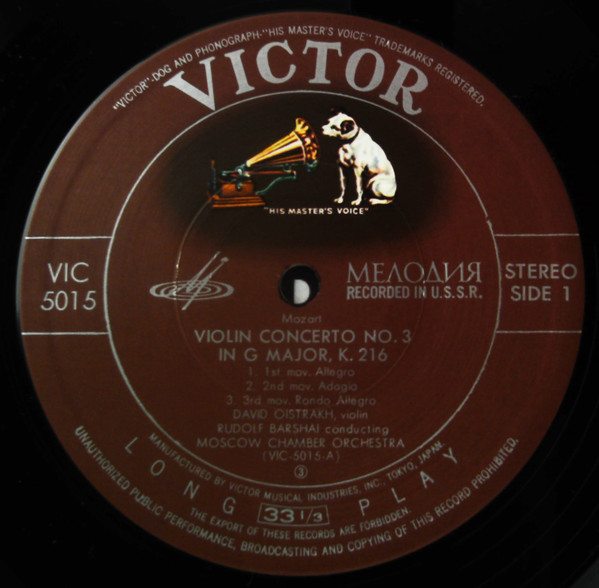 "VICTOR"-DOG AND PHONOGRAPH-"HIS MASTER'S VOICE" TRADEMARKS REGISTERED.
VICTOR
"HIS MASTER'S VOICE"
VIC
5015
МЕЛОДИЯ
RECORDED IN U.S.S.R.
STEREO
SIDE 1
Mozart
VIOLIN CONCERTO NO. 3
IN G MAJOR, K. 216
1. 1st mov. Allegro
2. 2nd mov. Adagio
3. 3rd mov. Rondo Allegro
DAVID OISTRAKH, violin
RUDOLF BARSHAI conducting
MOSCOW CHAMBER ORCHESTRA
(VIC-5015-A)
③
MANUFACTURED BY VICTOR MUSICAL INDUSTRIES, INC., TOKYO, JAPAN.
LONG 33 1/3 PLAY
THE EXPORT OF THESE RECORDS ARE FORBIDDEN.
UNAUTHORIZED PUBLIC PERFORMANCE, BROADCASTING AND COPYING OF THIS RECORD PROHIBITED.